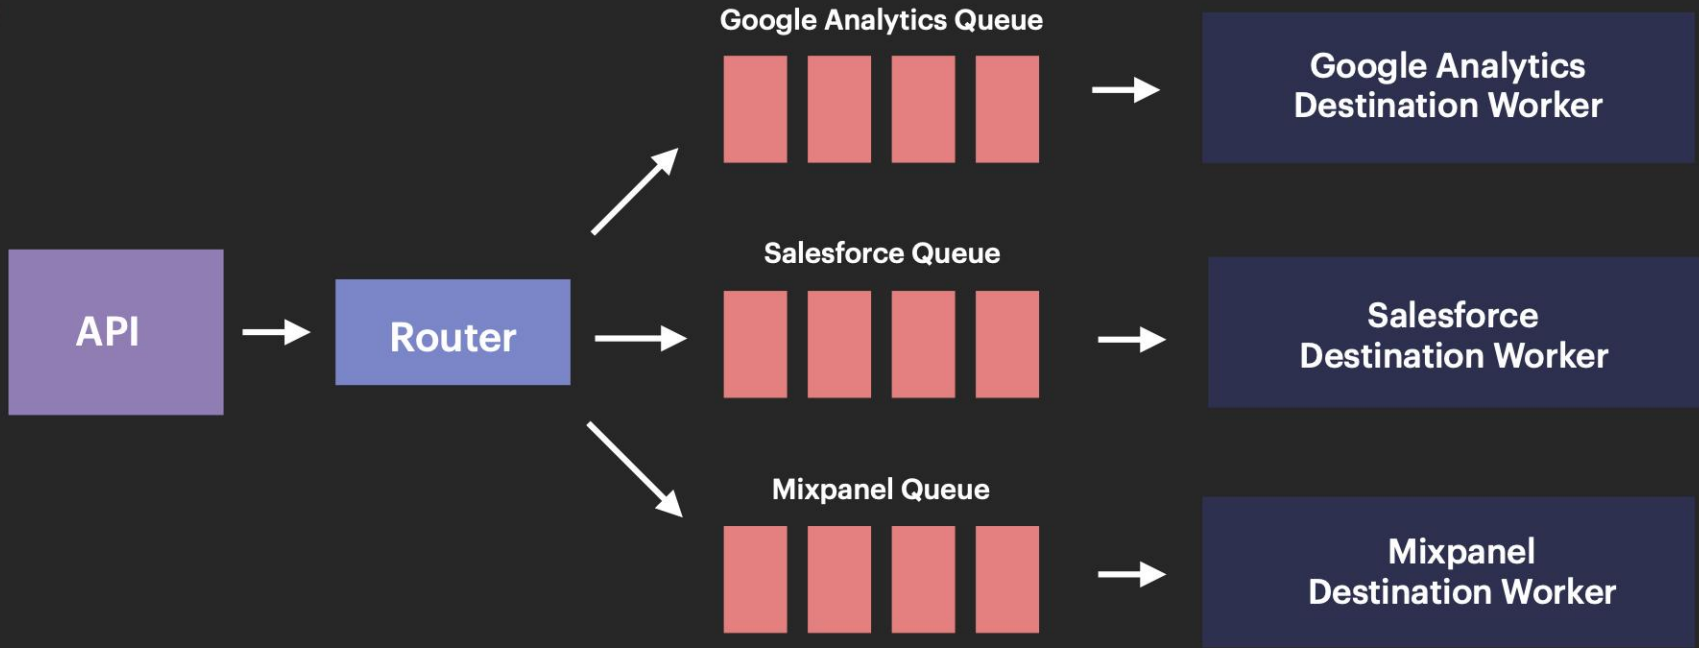 Google Analytics Queue
Google Analytics
Destination Worker
API
Router
Salesforce Queue
Salesforce
Destination Worker
Mixpanel Queue
Mixpanel
Destination Worker